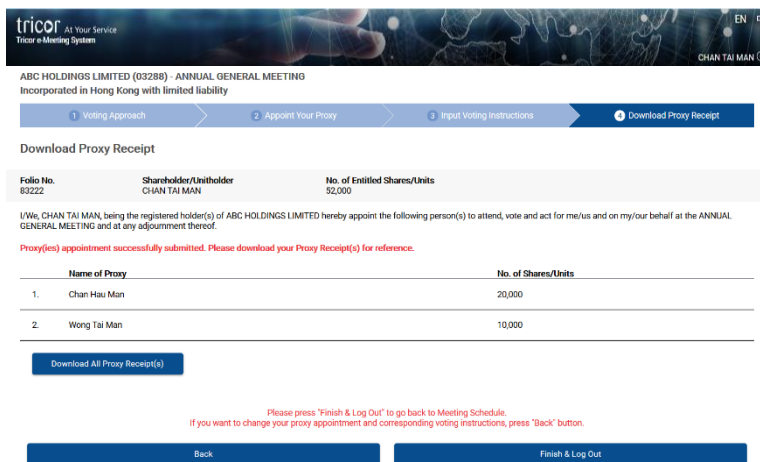 tricor At Your Service
EN
Tricor e-Meeting System
CHAN TAI MAN
ABC HOLDINGS LIMITED (03288) - ANNUAL GENERAL MEETING
Incorporated in Hong Kong with limited liability
1 Voting Approach
2 Appoint Your Proxy
3 Input Voting Instructions
4 Download Proxy Receipt
Download Proxy Receipt
Folio No. Shareholder/Unitholder No. of Entitled Shares/Units
83222 CHAN TAI MAN 52,000
I/We, CHAN TAI MAN, being the registered holder(s) of ABC HOLDINGS LIMITED hereby appoint the following person(s) to attend, vote and act for me/us and on my/our behalf at the ANNUAL
GENERAL MEETING and at any adjournment thereof.
Proxy(ies) appointment successfully submitted. Please download your Proxy Receipt(s) for reference.
Name of Proxy No. of Shares/Units
1. Chan Hau Man 20,000
2. Wong Tai Man 10,000
Download All Proxy Receipt(s)
Please press "Finish & Log Out" to go back to Meeting Schedule.
If you want to change your proxy appointment and corresponding voting instructions, press "Back" button.
Back
Finish & Log Out